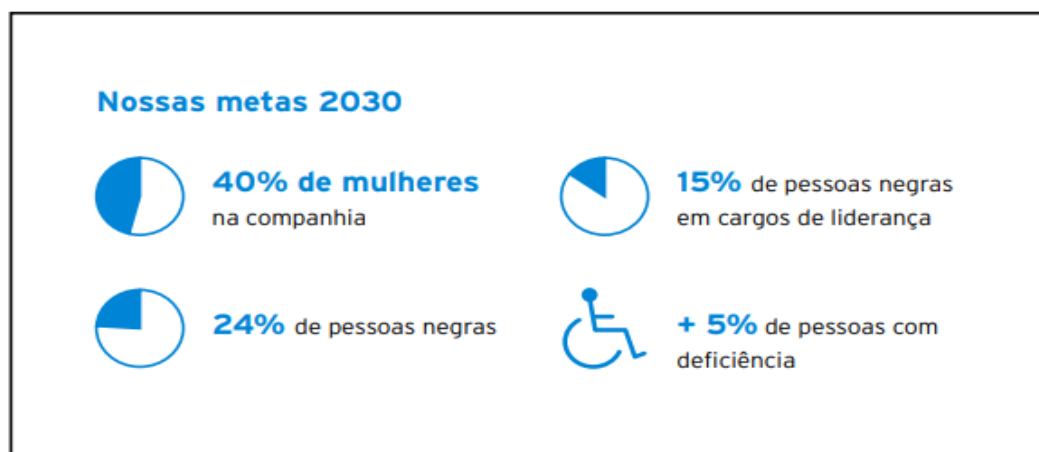 Nossas metas 2030
40% de mulheres
na companhia
15% de pessoas negras
em cargos de liderança
24% de pessoas negras
+ 5% de pessoas com
deficiência